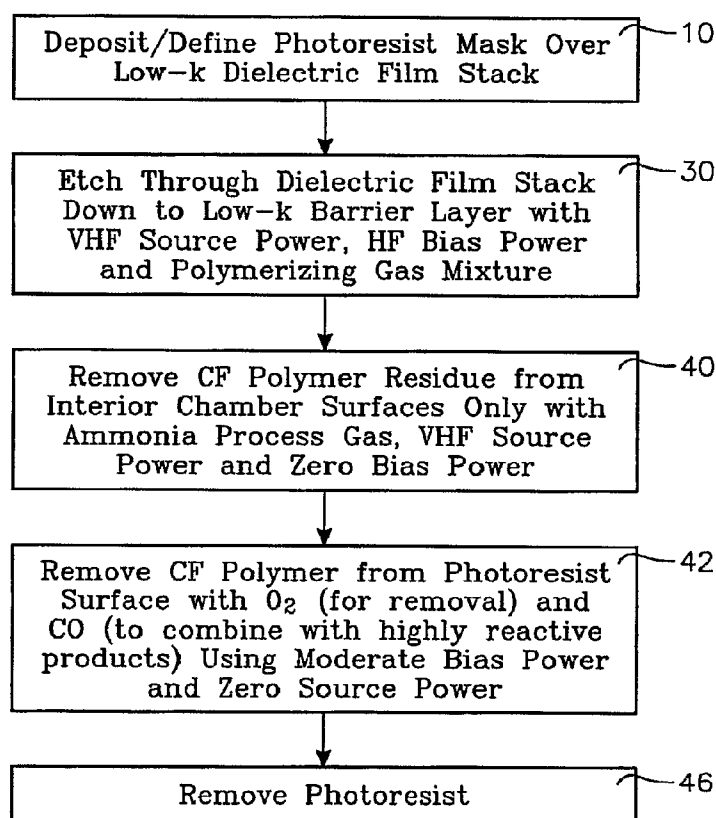 Deposit/Define Photoresist Mask Over
Low-k Dielectric Film Stack
10
Etch Through Dielectric Film Stack
Down to Low-k Barrier Layer with
VHF Source Power, HF Bias Power
and Polymerizing Gas Mixture
30
Remove CF Polymer Residue from
Interior Chamber Surfaces Only with
Ammonia Process Gas, VHF Source
Power and Zero Bias Power
40
Remove CF Polymer from Photoresist
Surface with O2 (for removal) and
CO (to combine with highly reactive
products) Using Moderate Bias Power
and Zero Source Power
42
Remove Photoresist
46